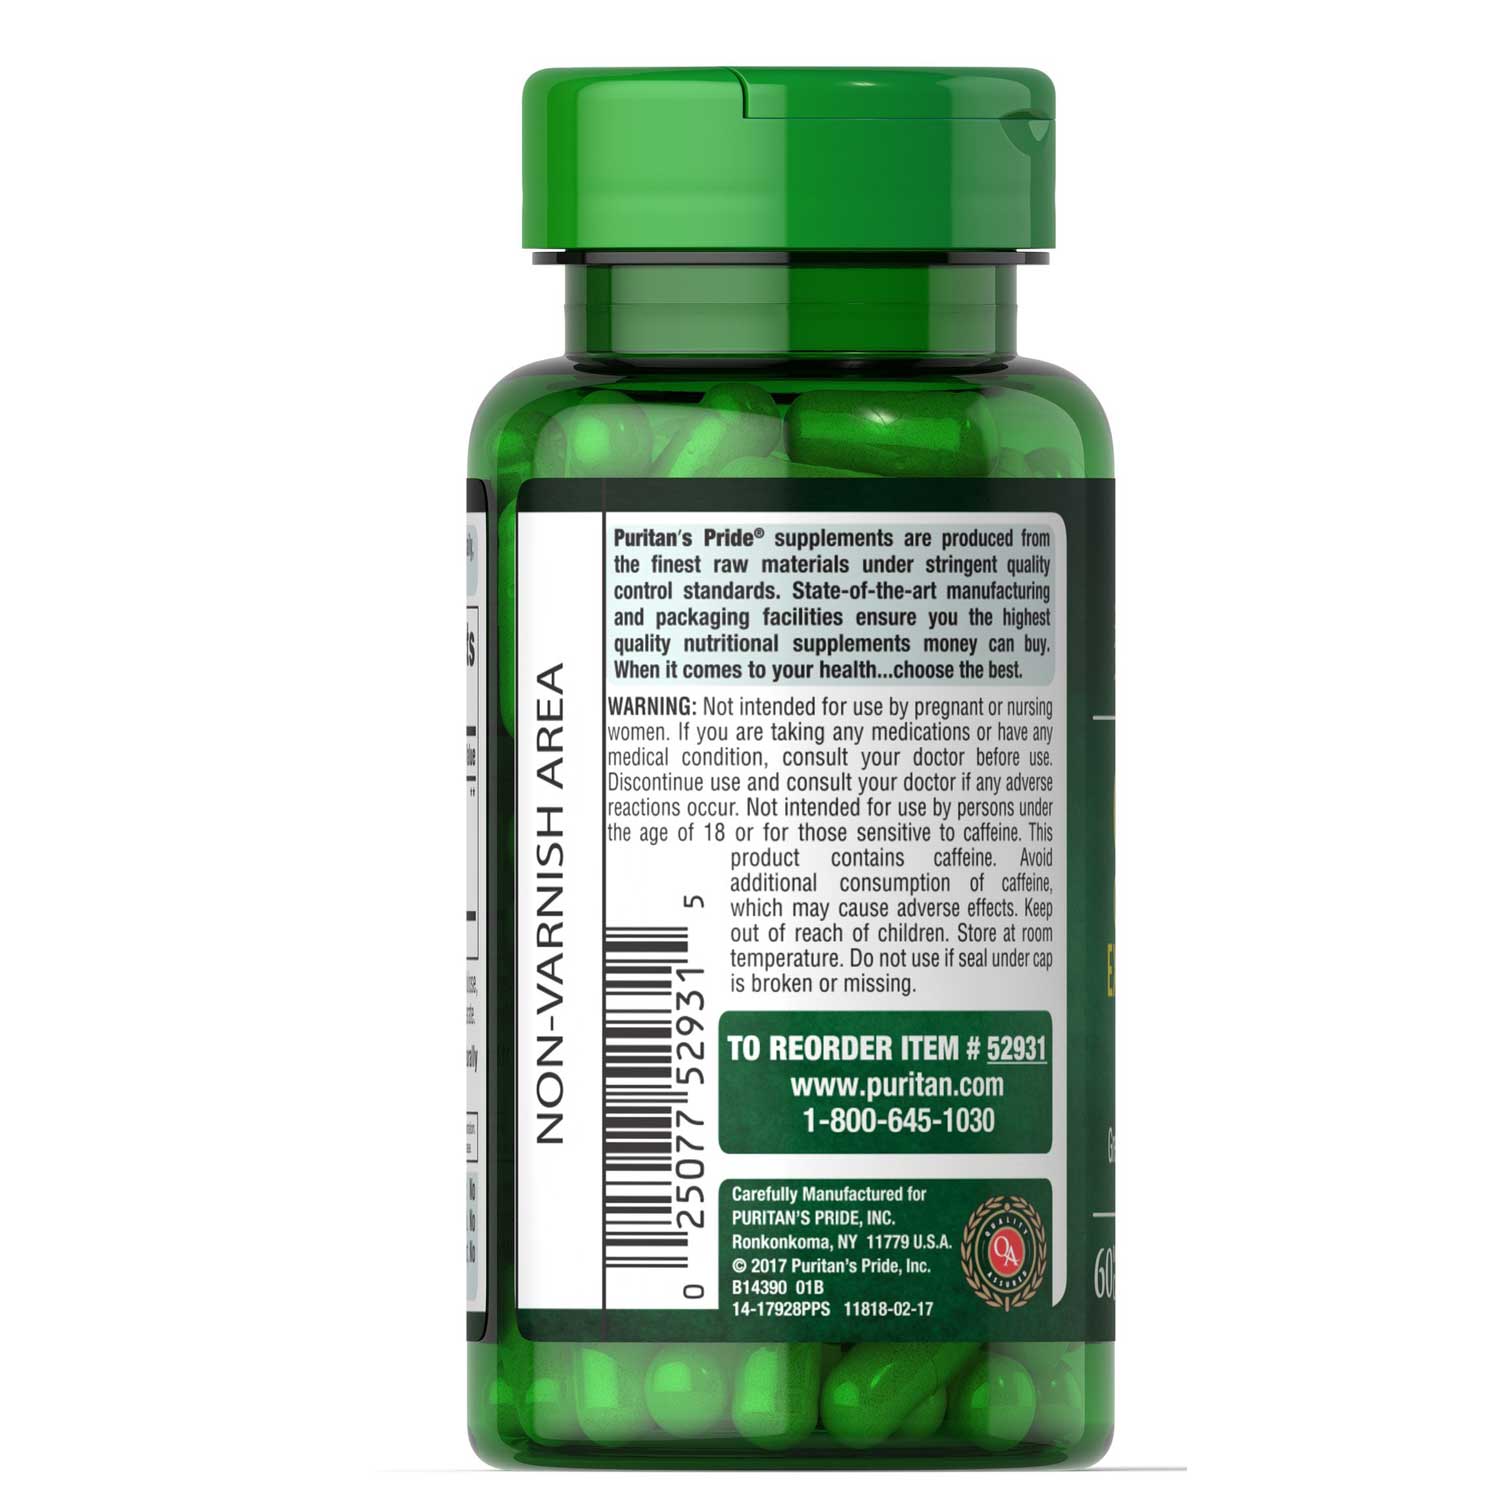 NON-VARNISH AREA
Puritan's Pride® supplements are produced from
the finest raw materials under stringent quality
control standards. State-of-the-art manufacturing
and packaging facilities ensure you the highest
quality nutritional supplements money can buy.
When it comes to your health...choose the best.
WARNING: Not intended for use by pregnant or nursing
women. If you are taking any medications or have any
medical condition, consult your doctor before use.
Discontinue use and consult your doctor if any adverse
reactions occur. Not intended for use by persons under
the age of 18 or for those sensitive to caffeine. This
product contains caffeine. Avoid
additional consumption of caffeine,
which may cause adverse effects. Keep
out of reach of children. Store at room
temperature. Do not use if seal under cap
is broken or missing.
0 25077 52931 5
TO REORDER ITEM # 52931
www.puritan.com
1-800-645-1030
Carefully Manufactured for
PURITAN'S PRIDE, INC.
Ronkonkoma, NY 11779 U.S.A.
© 2017 Puritan's Pride, Inc.
B14390 01B
14-17928PPS 11818-02-17
QUALITY
QA
ASSURED
No
No
No
60